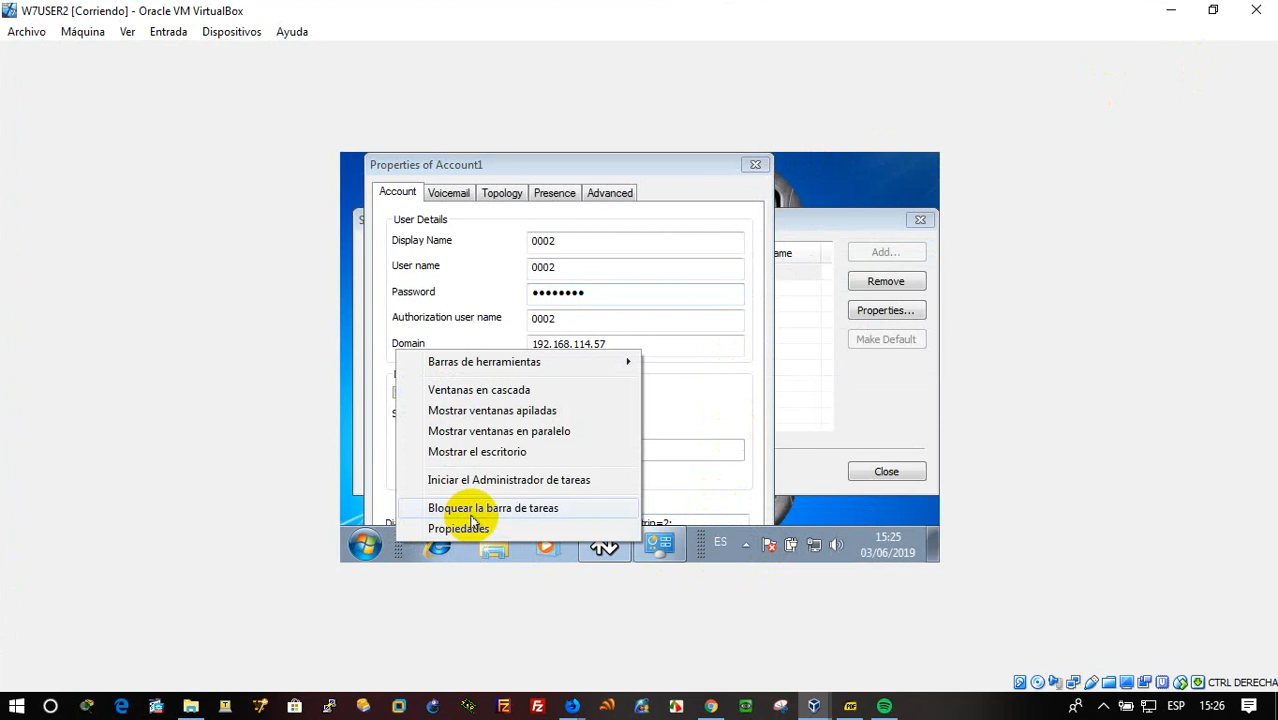 W7USER2 [Corriendo] - Oracle VM VirtualBox
Archivo Máquina Ver Entrada Dispositivos Ayuda
Properties of Account1
Account Voicemail Topology Presence Advanced
User Details
Display Name 0002
User name 0002
Password ••••••••
Authorization user name 0002
Domain 192.168.114.57
Add...
Remove
Properties...
Make Default
Close
Barras de herramientas
Ventanas en cascada
Mostrar ventanas apiladas
Mostrar ventanas en paralelo
Mostrar el escritorio
Iniciar el Administrador de tareas
Bloquear la barra de tareas
Propiedades
ES
15:25
03/06/2019
CTRL DERECHA
ESP 15:26